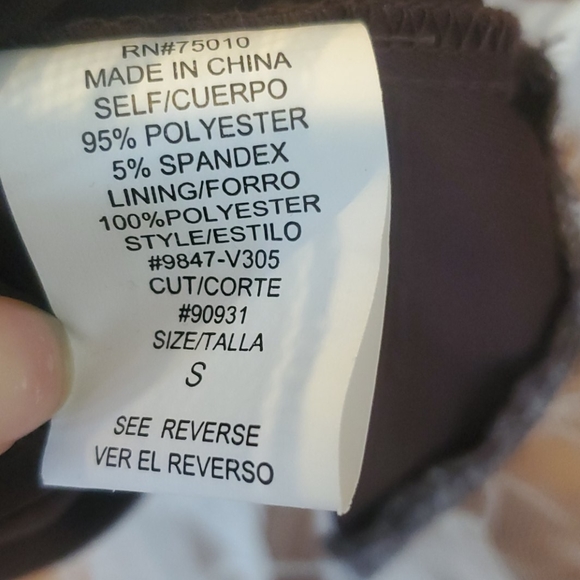 RN#75010
MADE IN CHINA
SELF/CUERPO
95% POLYESTER
5% SPANDEX
LINING/FORRO
100%POLYESTER
STYLE/ESTILO
#9847-V305
CUT/CORTE
#90931
SIZE/TALLA
S
SEE REVERSE
VER EL REVERSO